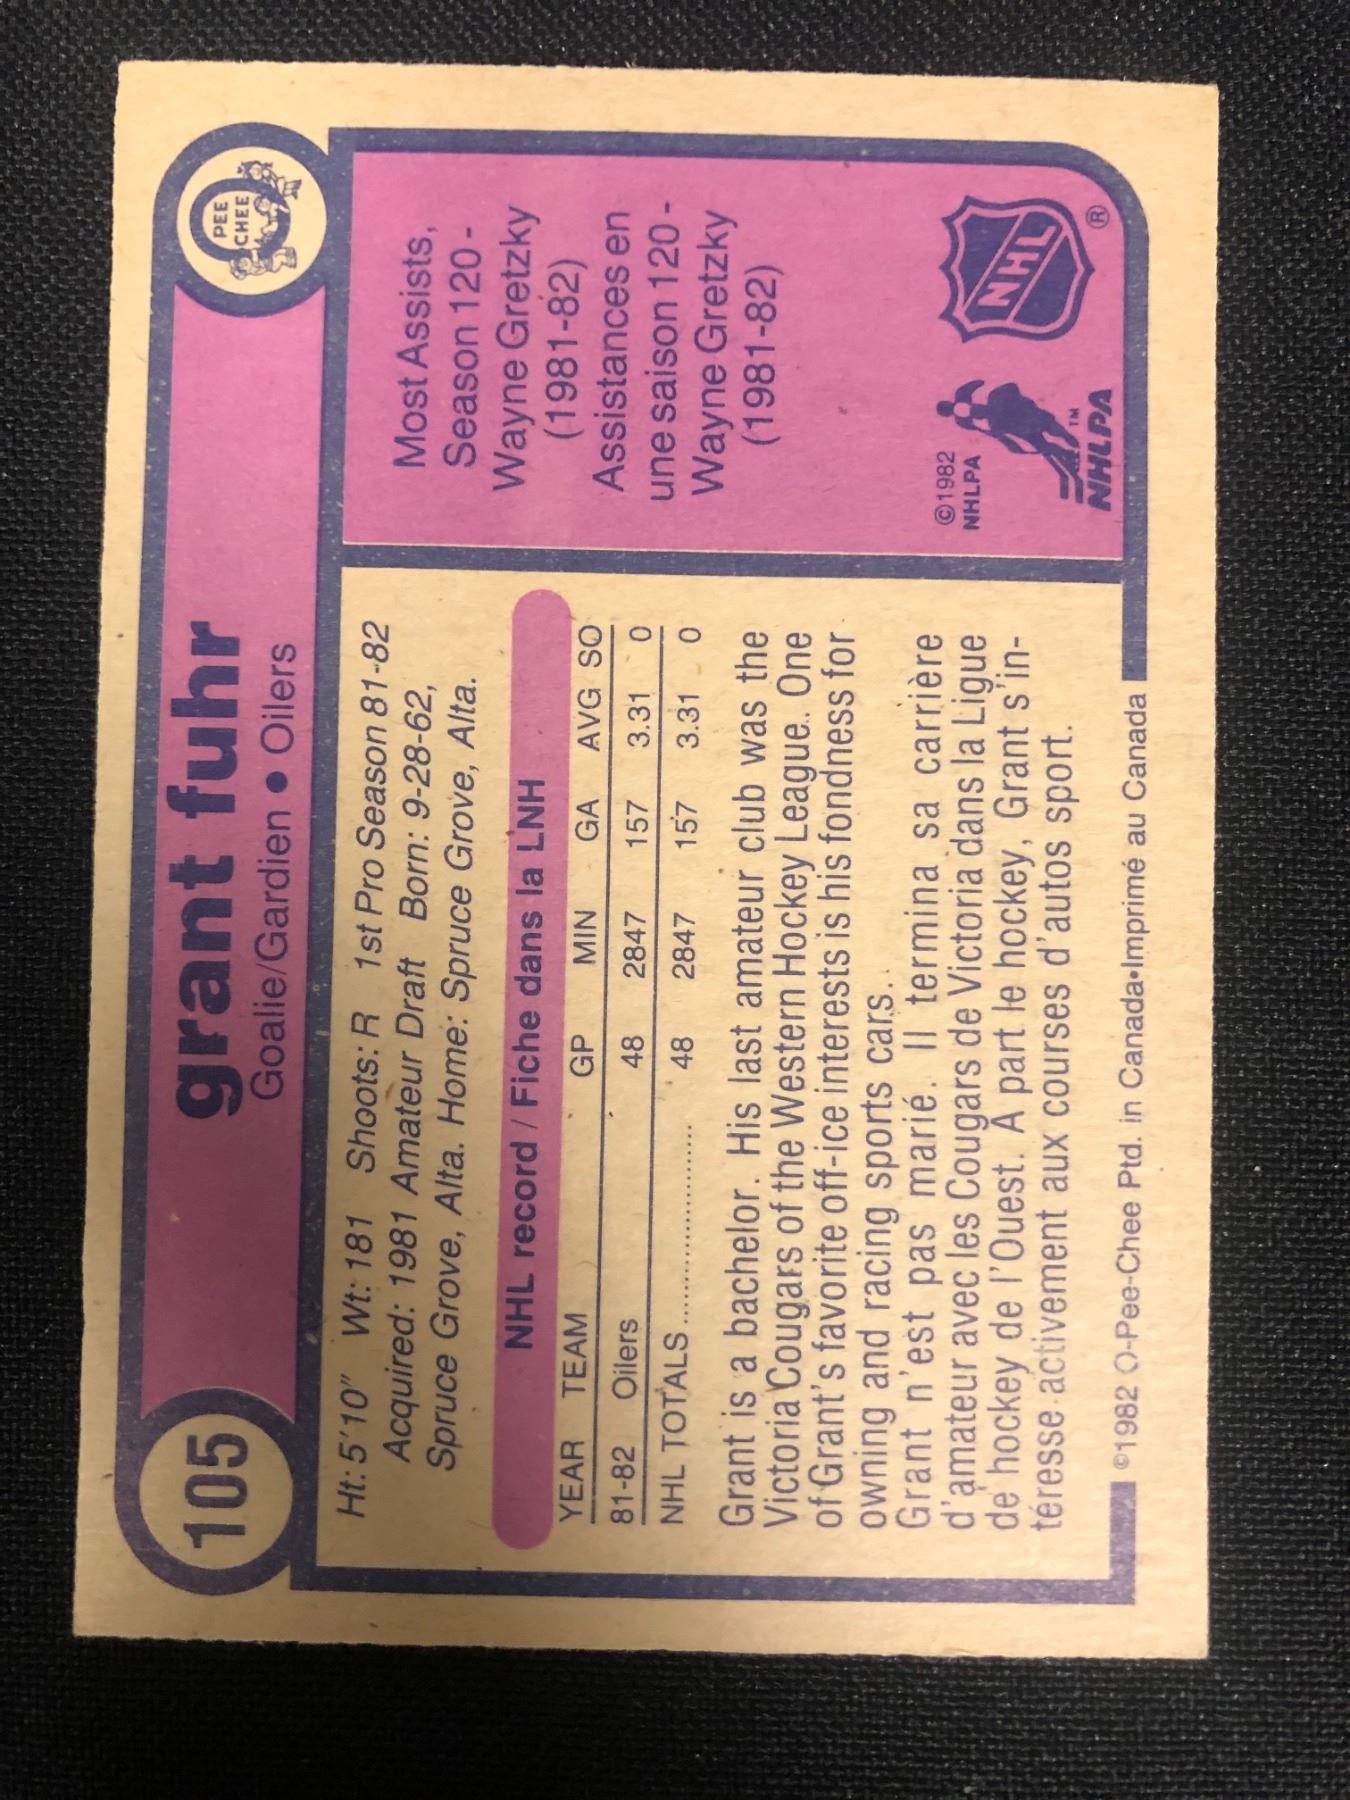 105
grant fuhr
Goalie/Gardien • Oilers
O
PEE
CHEE
Ht: 5'10" Wt: 181 Shoots: R 1st Pro Season 81-82
Acquired: 1981 Amateur Draft Born: 9-28-62,
Spruce Grove, Alta. Home: Spruce Grove, Alta.
NHL record / Fiche dans la LNH
YEAR TEAM GP MIN GA AVG SO
81-82 Oilers 48 2847 157 3.31 0
NHL TOTALS .................... 48 2847 157 3.31 0
Grant is a bachelor. His last amateur club was the
Victoria Cougars of the Western Hockey League. One
of Grant's favorite off-ice interests is his fondness for
owning and racing sports cars.
Grant n'est pas marié. Il termina sa carrière
d'amateur avec les Cougars de Victoria dans la Ligue
de hockey de l'Ouest. A part le hockey, Grant s'in-
téresse activement aux courses d'autos sport.
©1982 O-Pee-Chee Ptd. in Canada•Imprimé au Canada
Most Assists,
Season 120 -
Wayne Gretzky
(1981-82)
Assistances en
une saison 120 -
Wayne Gretzky
(1981-82)
©1982
NHLPA
TM
NHLPA
NHL
®